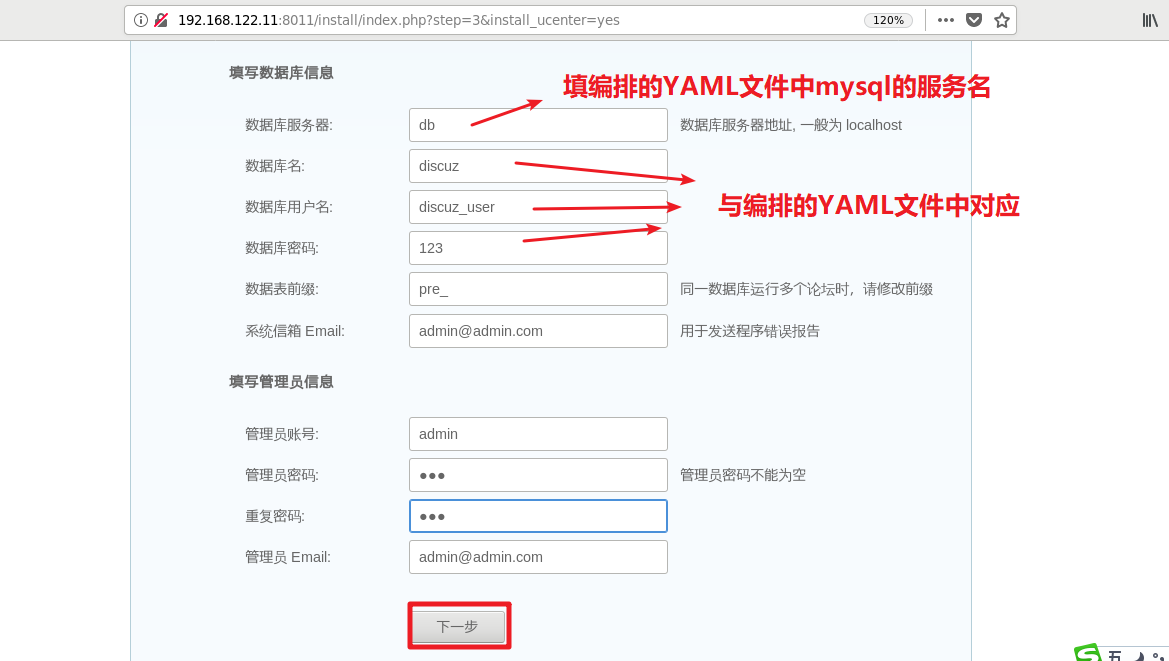 192.168.122.11:8011/install/index.php?step=3&install_ucenter=yes 120%
填写数据库信息
填编排的YAML文件中mysql的服务名
数据库服务器: db 数据库服务器地址, 一般为 localhost
数据库名: discuz
数据库用户名: discuz_user 与编排的YAML文件中对应
数据库密码: 123
数据表前缀: pre_ 同一数据库运行多个论坛时，请修改前缀
系统信箱 Email: admin@admin.com 用于发送程序错误报告
填写管理员信息
管理员账号: admin
管理员密码: ●●● 管理员密码不能为空
重复密码: ●●●
管理员 Email: admin@admin.com
下一步
五